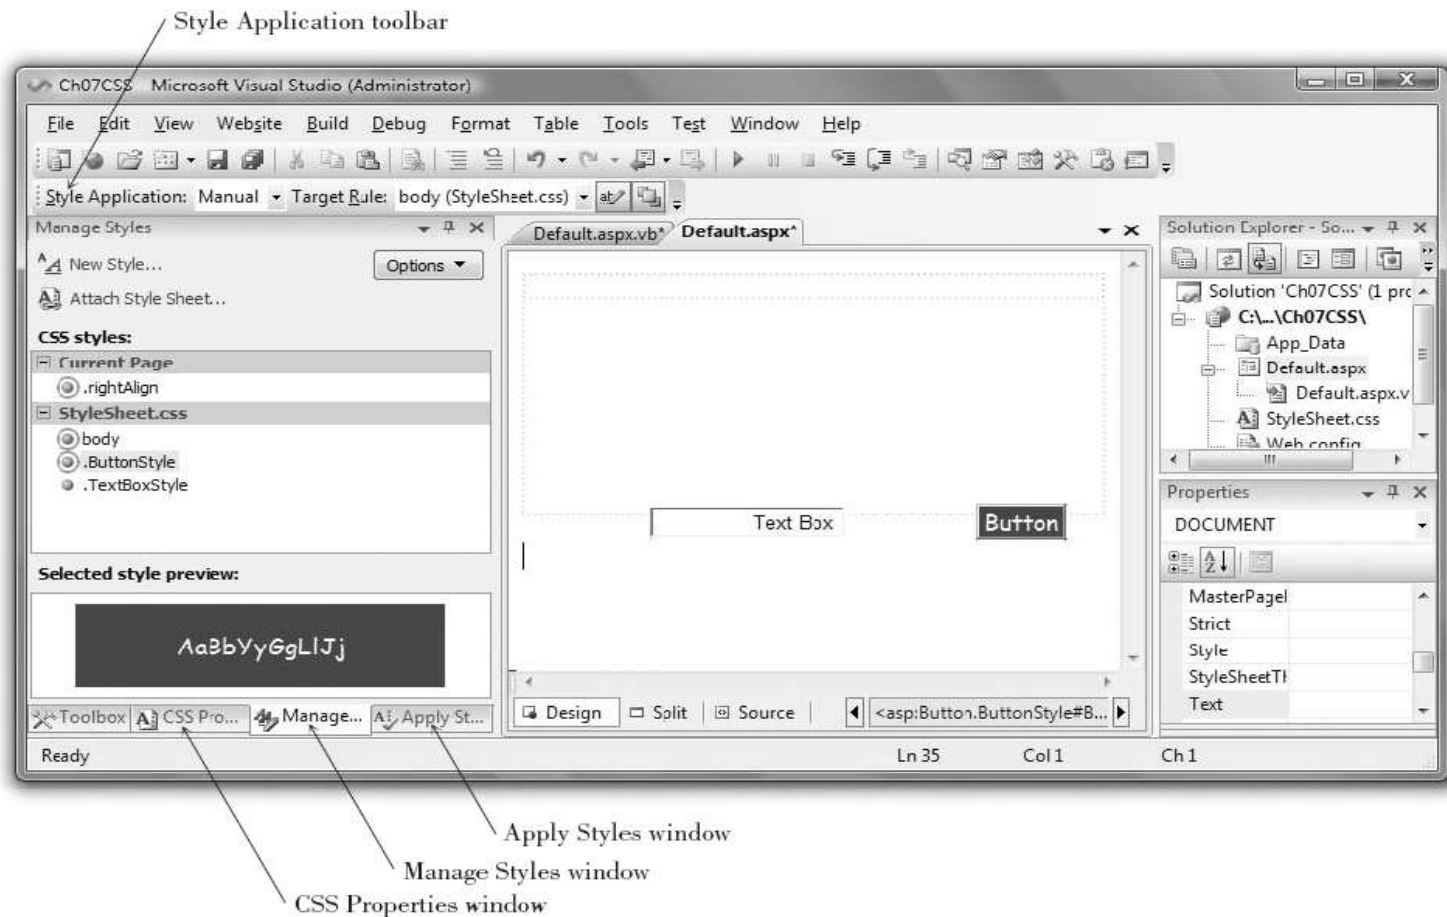 Style Application toolbar
Ch07CSS Microsoft Visual Studio (Administrator)
File Edit View Website Build Debug Format Table Tools Test Window Help
Style Application: Manual Target Rule: body (StyleSheet.css)
Manage Styles
New Style...
Options
Attach Style Sheet...
CSS styles:
Current Page
.rightAlign
StyleSheet.css
body
.ButtonStyle
.TextBoxStyle
Selected style preview:
AaBbYyGgLlJj
Toolbox CSS Pro... Manage... Apply St...
Default.aspx.vb* Default.aspx*
Text Box Button
Design Split Source <asp:Button.ButtonStyle#B...
Solution Explorer - So...
Solution 'Ch07CSS' (1 prc
C:\...\Ch07CSS\
App_Data
Default.aspx
Default.aspx.v
StyleSheet.css
Web.config
Properties
DOCUMENT
MasterPageI
Strict
Style
StyleSheetTl
Text
Ready Ln 35 Col 1 Ch 1
Apply Styles window
Manage Styles window
CSS Properties window